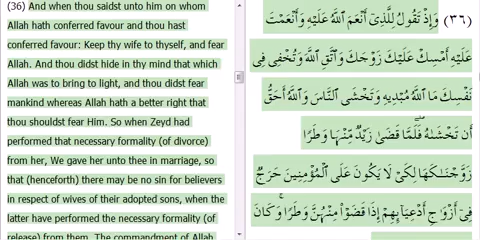 (36) And when thou saidst unto him on whom
Allah hath conferred favour and thou hast
conferred favour: Keep thy wife to thyself, and fear
Allah. And thou didst hide in thy mind that which
Allah was to bring to light, and thou didst fear
mankind whereas Allah hath a better right that
thou shouldst fear Him. So when Zeyd had
performed that necessary formality (of divorce)
from her, We gave her unto thee in marriage, so
that (henceforth) there may be no sin for believers
in respect of wives of their adopted sons, when the
latter have performed the necessary formality (of
release) from them. The commandment of Allah
(٣٦) وَإِذْ تَقُولُ لِلَّذِىٓ أَنْعَمَ ٱللَّهُ عَلَيْهِ وَأَنْعَمْتَ
عَلَيْهِ أَمْسِكْ عَلَيْكَ زَوْجَكَ وَٱتَّقِ ٱللَّهَ وَتُخْفِى فِى
نَفْسِكَ مَا ٱللَّهُ مُبْدِيهِ وَتَخْشَى ٱلنَّاسَ وَٱللَّهُ أَحَقُّ
أَن تَخْشَىٰهُ ۖ فَلَمَّا قَضَىٰ زَيْدٌ مِّنْهَا وَطَرًا
زَوَّجْنَـٰكَهَا لِكَىْ لَا يَكُونَ عَلَى ٱلْمُؤْمِنِينَ حَرَجٌ
فِىٓ أَزْوَٰجِ أَدْعِيَآئِهِمْ إِذَا قَضَوْا۟ مِنْهُنَّ وَطَرًا ۚ وَكَانَ